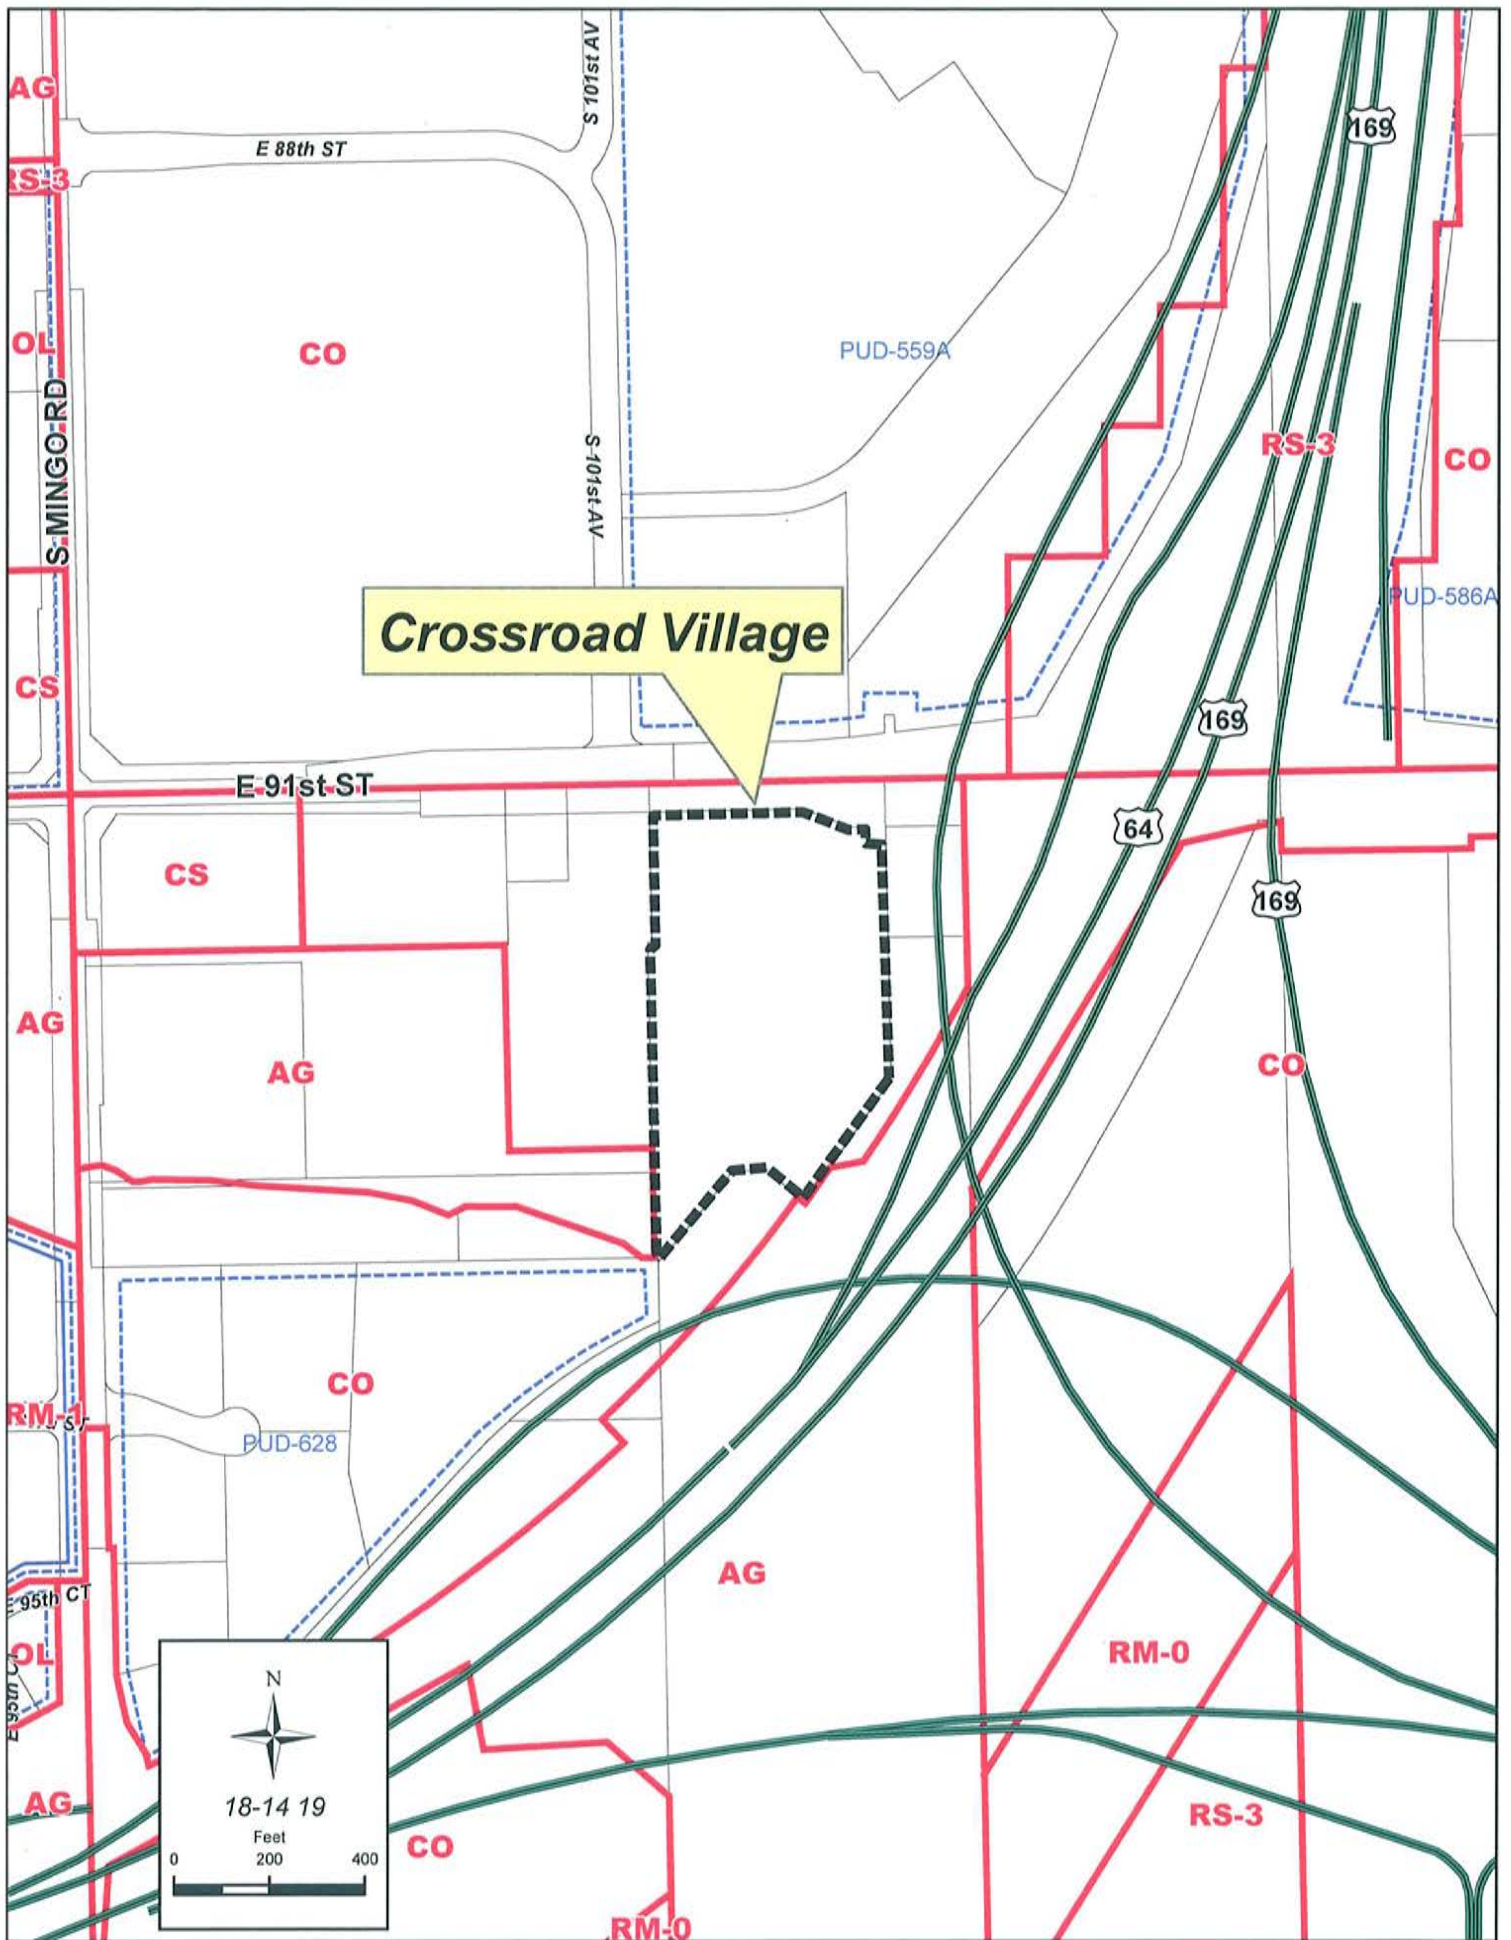 S 101st AV
AG
169
E 88th ST
RS-3
OL
CO
PUD-559A
S MINGO RD
S 101st AV
RS-3
CO
PUD-586A
Crossroad Village
CS
169
E 91st ST
64
CS
169
AG
AG
CO
CO
RM-1
ST
PUD-628
AG
E 95th CT
OL
RM-0
E 95th CT
N
18-14 19
AG
RS-3
Feet
CO
0 200 400
RM-0